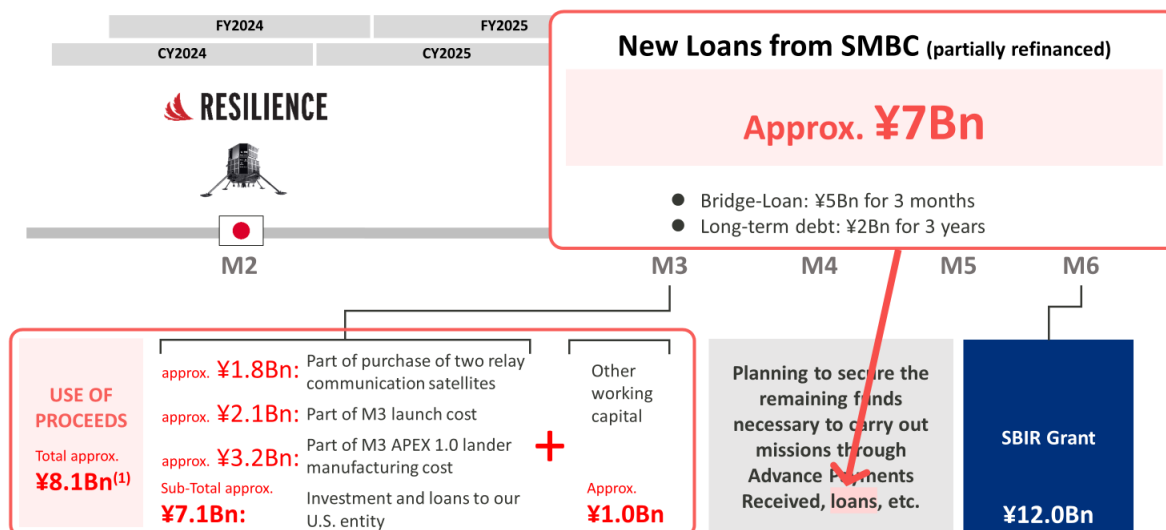 FY2024
FY2025
CY2024
CY2025
New Loans from SMBC (partially refinanced)
Approx. ¥7Bn
● Bridge-Loan: ¥5Bn for 3 months
● Long-term debt: ¥2Bn for 3 years
RESILIENCE
M2
M3
M4
M5
M6
USE OF
PROCEEDS
Total approx.
¥8.1Bn(1)
approx. ¥1.8Bn: Part of purchase of two relay
communication satellites
approx. ¥2.1Bn: Part of M3 launch cost
approx. ¥3.2Bn: Part of M3 APEX 1.0 lander
manufacturing cost
Sub-Total approx.
¥7.1Bn:
Investment and loans to our
U.S. entity
+
Other
working
capital
Approx.
¥1.0Bn
Planning to secure the
remaining funds
necessary to carry out
missions through
Advance Payments
Received, loans, etc.
SBIR Grant
¥12.0Bn